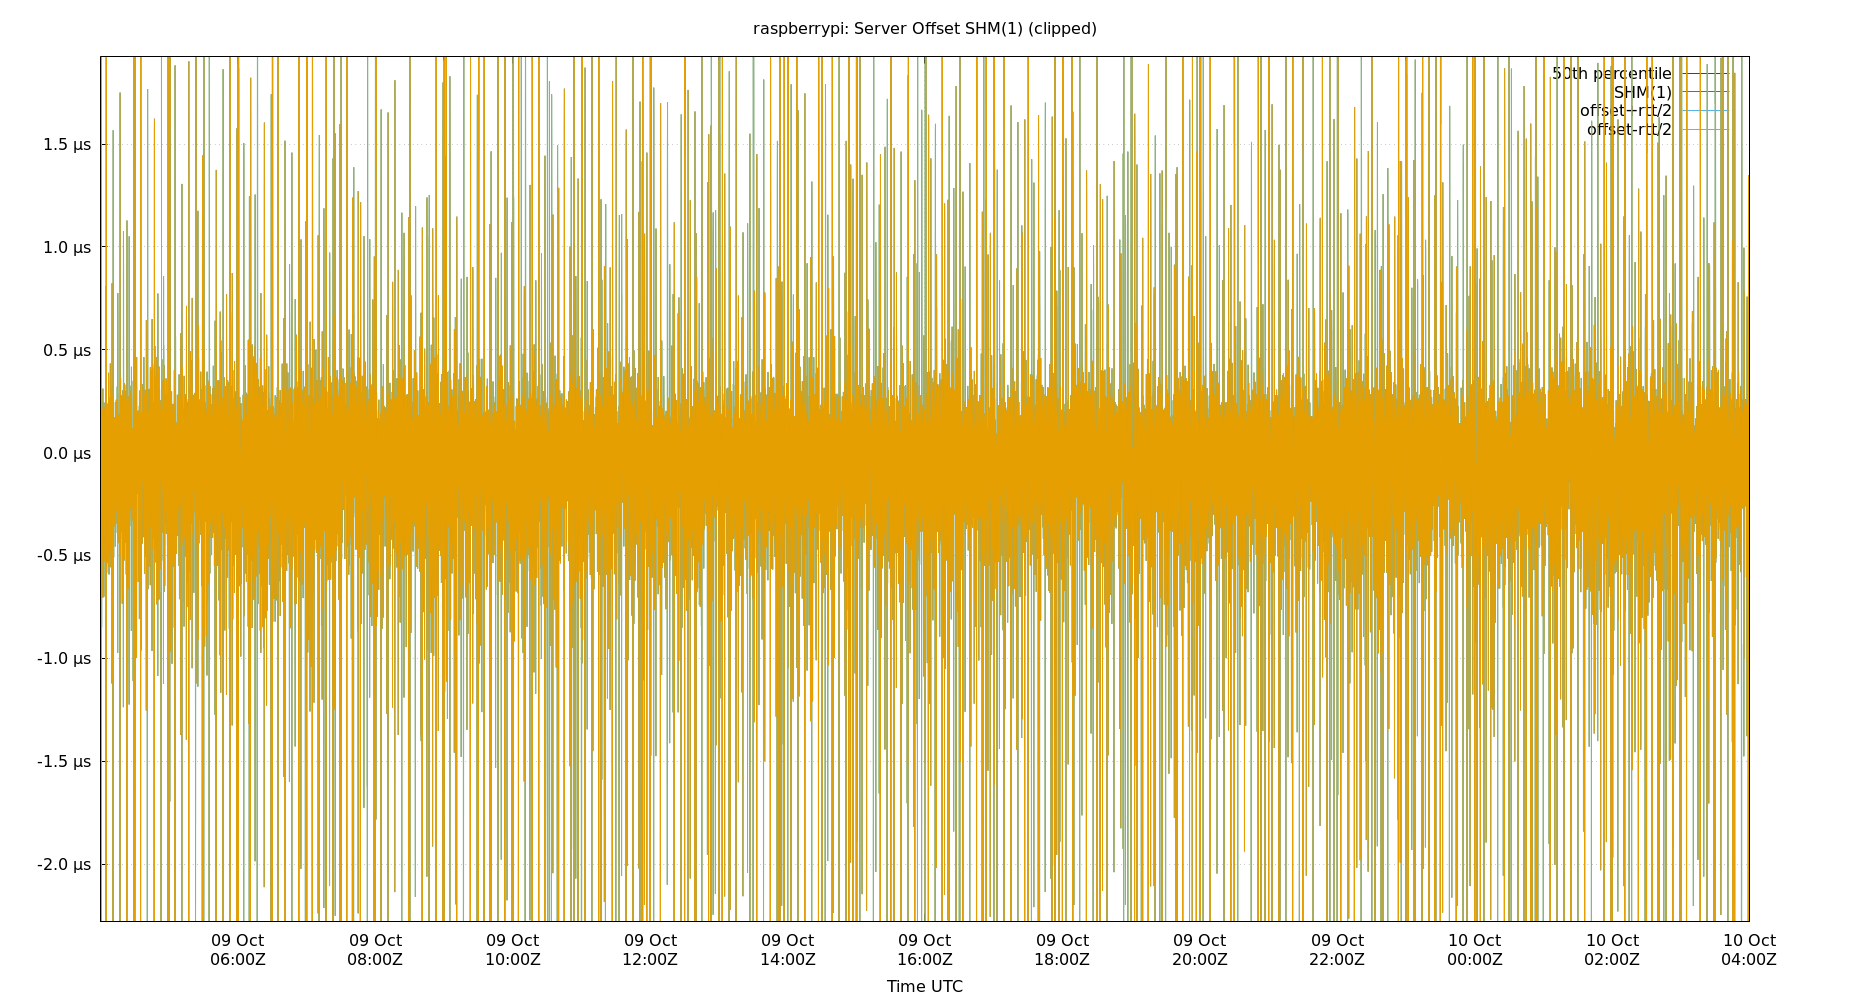 raspberrypi: Server Offset SHM(1) (clipped)
50th percentile
SHM(1)
offset+rtt/2
offset-rtt/2
1.5 µs
1.0 µs
0.5 µs
0.0 µs
-0.5 µs
-1.0 µs
-1.5 µs
-2.0 µs
09 Oct 09 Oct 09 Oct 09 Oct 09 Oct 09 Oct 09 Oct 09 Oct 09 Oct 10 Oct 10 Oct 10 Oct
06:00Z 08:00Z 10:00Z 12:00Z 14:00Z 16:00Z 18:00Z 20:00Z 22:00Z 00:00Z 02:00Z 04:00Z
Time UTC